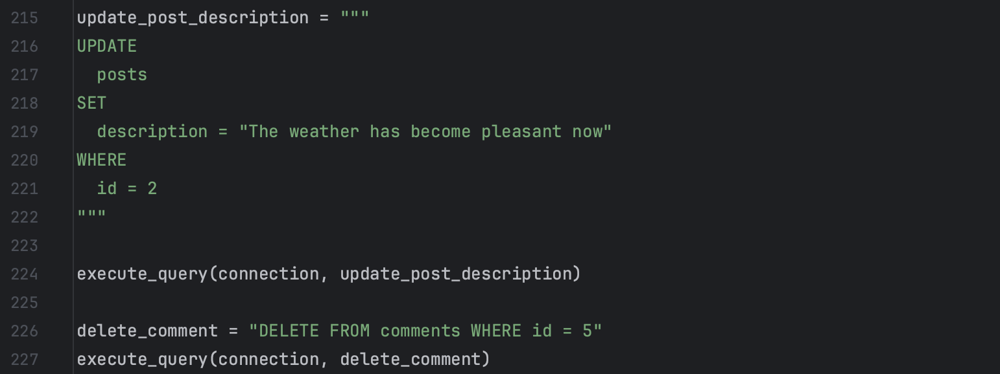 215 update_post_description = """
216 UPDATE
217   posts
218 SET
219   description = "The weather has become pleasant now"
220 WHERE
221   id = 2
222 """
223
224 execute_query(connection, update_post_description)
225
226 delete_comment = "DELETE FROM comments WHERE id = 5"
227 execute_query(connection, delete_comment)